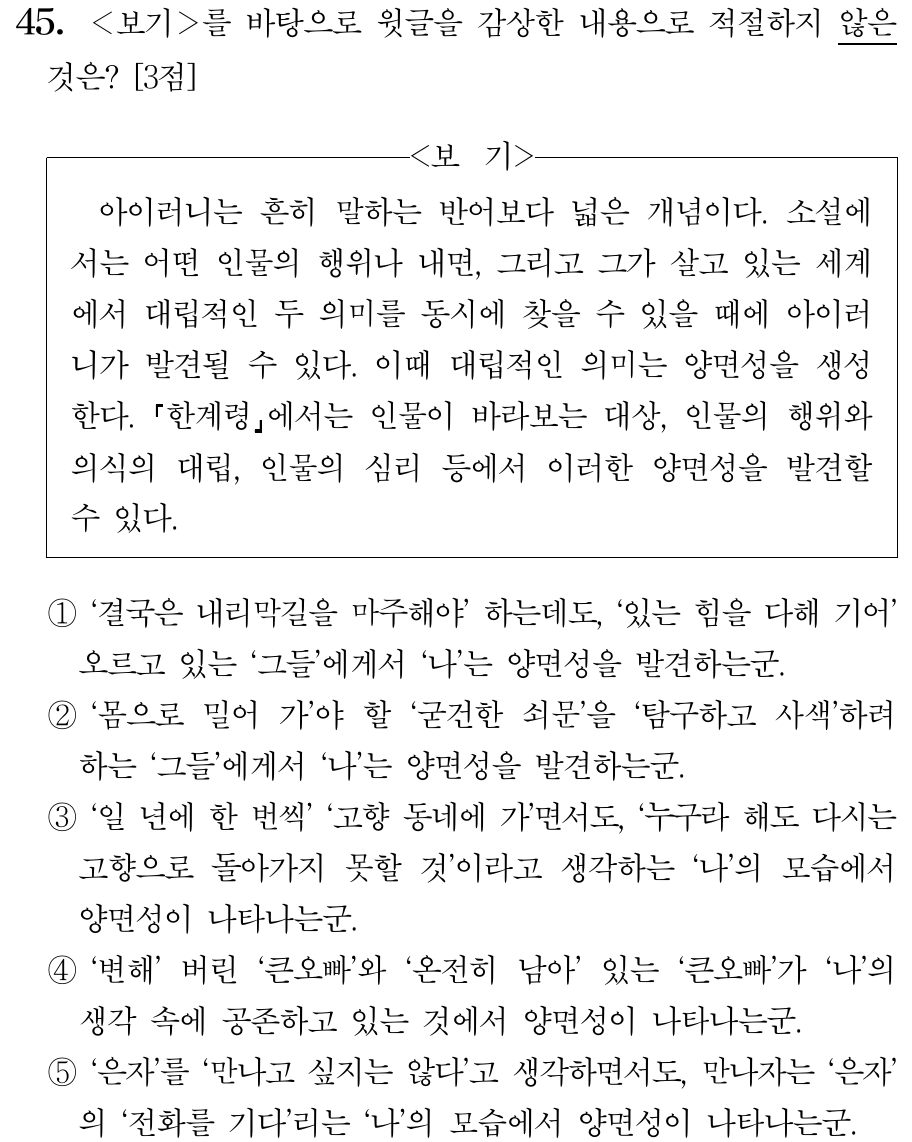 45. <보기>를 바탕으로 윗글을 감상한 내용으로 적절하지 않은
것은? [3점]
<보 기>
아이러니는 흔히 말하는 반어보다 넓은 개념이다. 소설에
서는 어떤 인물의 행위나 내면, 그리고 그가 살고 있는 세계
에서 대립적인 두 의미를 동시에 찾을 수 있을 때에 아이러
니가 발견될 수 있다. 이때 대립적인 의미는 양면성을 생성
한다. 『한계령』에서는 인물이 바라보는 대상, 인물의 행위와
의식의 대립, 인물의 심리 등에서 이러한 양면성을 발견할
수 있다.
① ‘결국은 내리막길을 마주해야’ 하는데도, ‘있는 힘을 다해 기어’
오르고 있는 ‘그들’에게서 ‘나’는 양면성을 발견하는군.
② ‘몸으로 밀어 가’야 할 ‘굳건한 쇠문’을 ‘탐구하고 사색’하려
하는 ‘그들’에게서 ‘나’는 양면성을 발견하는군.
③ ‘일 년에 한 번씩’ ‘고향 동네에 가’면서도, ‘누구라 해도 다시는
고향으로 돌아가지 못할 것’이라고 생각하는 ‘나’의 모습에서
양면성이 나타나는군.
④ ‘변해’ 버린 ‘큰오빠’와 ‘온전히 남아’ 있는 ‘큰오빠’가 ‘나’의
생각 속에 공존하고 있는 것에서 양면성이 나타나는군.
⑤ ‘은자’를 ‘만나고 싶지는 않다’고 생각하면서도, 만나자는 ‘은자’
의 ‘전화를 기다’리는 ‘나’의 모습에서 양면성이 나타나는군.